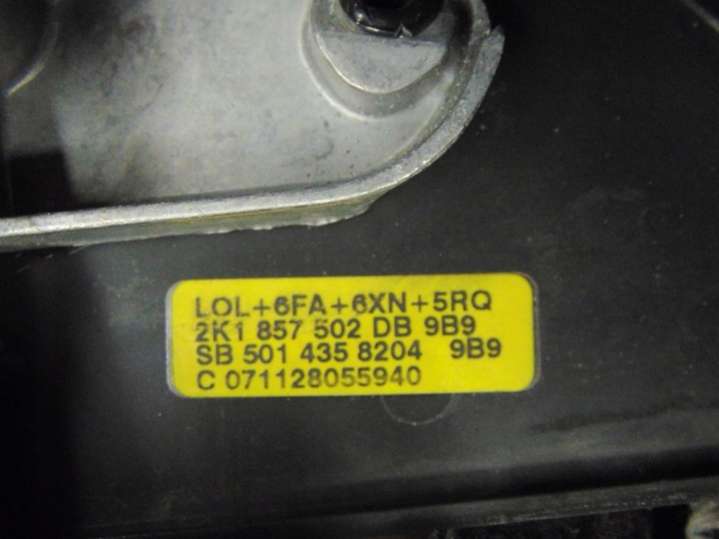 LOL+6FA+6XN+5RQ
2K1 857 502 DB 9B9
SB 501 435 8204 9B9
C 071128055940